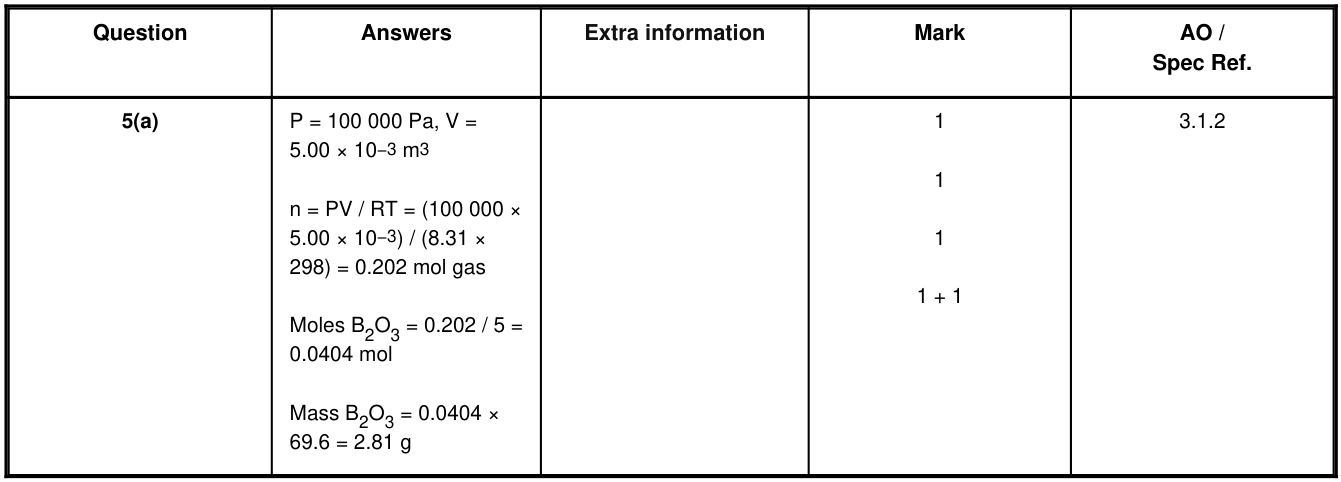 Question Answers Extra information Mark AO /
Spec Ref.
5(a) P = 100 000 Pa, V = 1 3.1.2
5.00 × 10⁻³ m³
1
n = PV / RT = (100 000 ×
5.00 × 10⁻³) / (8.31 × 1
298) = 0.202 mol gas
1 + 1
Moles B₂O₃ = 0.202 / 5 =
0.0404 mol
Mass B₂O₃ = 0.0404 ×
69.6 = 2.81 g